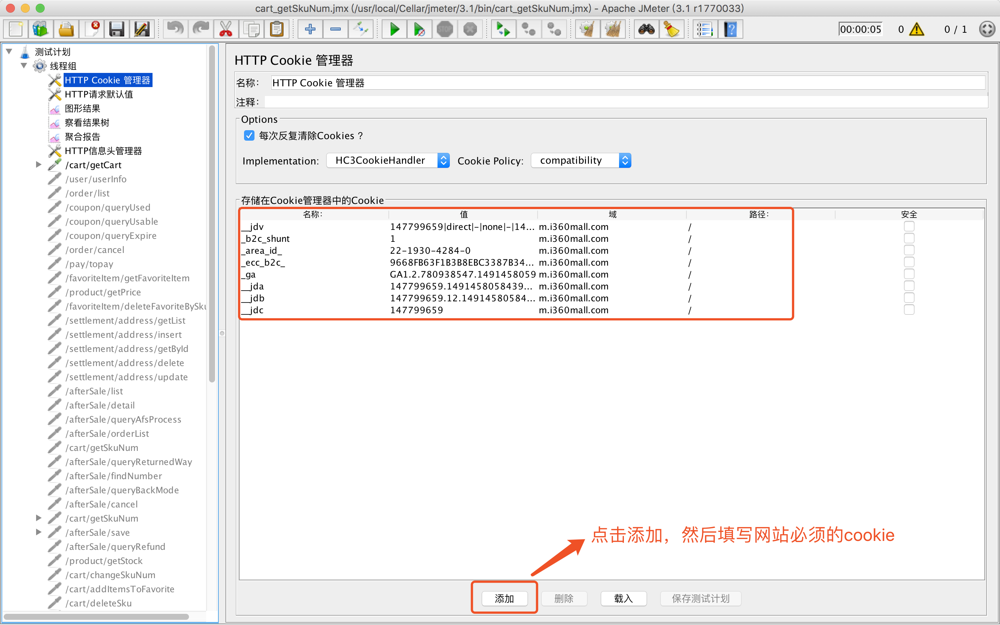 cart_getSkuNum.jmx (/usr/local/Cellar/jmeter/3.1/bin/cart_getSkuNum.jmx) - Apache JMeter (3.1 r1770033)
STOP
00:00:05
0
0 / 1
测试计划
线程组
HTTP Cookie 管理器
HTTP请求默认值
图形结果
察看结果树
聚合报告
HTTP信息头管理器
/cart/getCart
/user/userInfo
/order/list
/coupon/queryUsed
/coupon/queryUsable
/coupon/queryExpire
/order/cancel
/pay/topay
/favoriteItem/getFavoriteItem
/product/getPrice
/favoriteItem/deleteFavoriteBySku
/settlement/address/getList
/settlement/address/insert
/settlement/address/getById
/settlement/address/delete
/settlement/address/update
/afterSale/list
/afterSale/detail
/afterSale/queryAfsProcess
/afterSale/orderList
/cart/getSkuNum
/afterSale/queryReturnedWay
/afterSale/findNumber
/afterSale/queryBackMode
/afterSale/cancel
/cart/getSkuNum
/afterSale/save
/afterSale/queryRefund
/product/getStock
/cart/changeSkuNum
/cart/addItemsToFavorite
/cart/deleteSku
HTTP Cookie 管理器
名称： HTTP Cookie 管理器
注释：
Options
每次反复清除Cookies ?
Implementation: HC3CookieHandler Cookie Policy: compatibility
存储在Cookie管理器中的Cookie
名称： 值 域 路径： 安全
__jdv 147799659|direct|-|none|-|14... m.i360mall.com /
_b2c_shunt 1 m.i360mall.com /
_area_id_ 22-1930-4284-0 m.i360mall.com /
_ecc_b2c_ 9668FB63F1B3B8EBC3387B34... m.i360mall.com /
_ga GA1.2.780938547.1491458059 m.i360mall.com /
__jda 147799659.1491458058439... m.i360mall.com /
__jdb 147799659.12.14914580584... m.i360mall.com /
__jdc 147799659 m.i360mall.com /
点击添加，然后填写网站必须的cookie
添加 删除 载入 保存测试计划